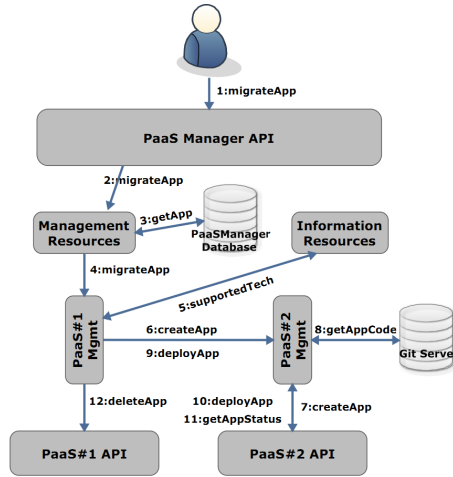 1:migrateApp
PaaS Manager API
2:migrateApp
3:getApp
Management
Resources
PaaSManager
Database
Information
Resources
4:migrateApp
5:supportedTech
PaaS#1
Mgmt
6:createApp
9:deployApp
PaaS#2
Mgmt
8:getAppCode
Git Serve
12:deleteApp
10:deployApp
11:getAppStatus
7:createApp
PaaS#1 API
PaaS#2 API